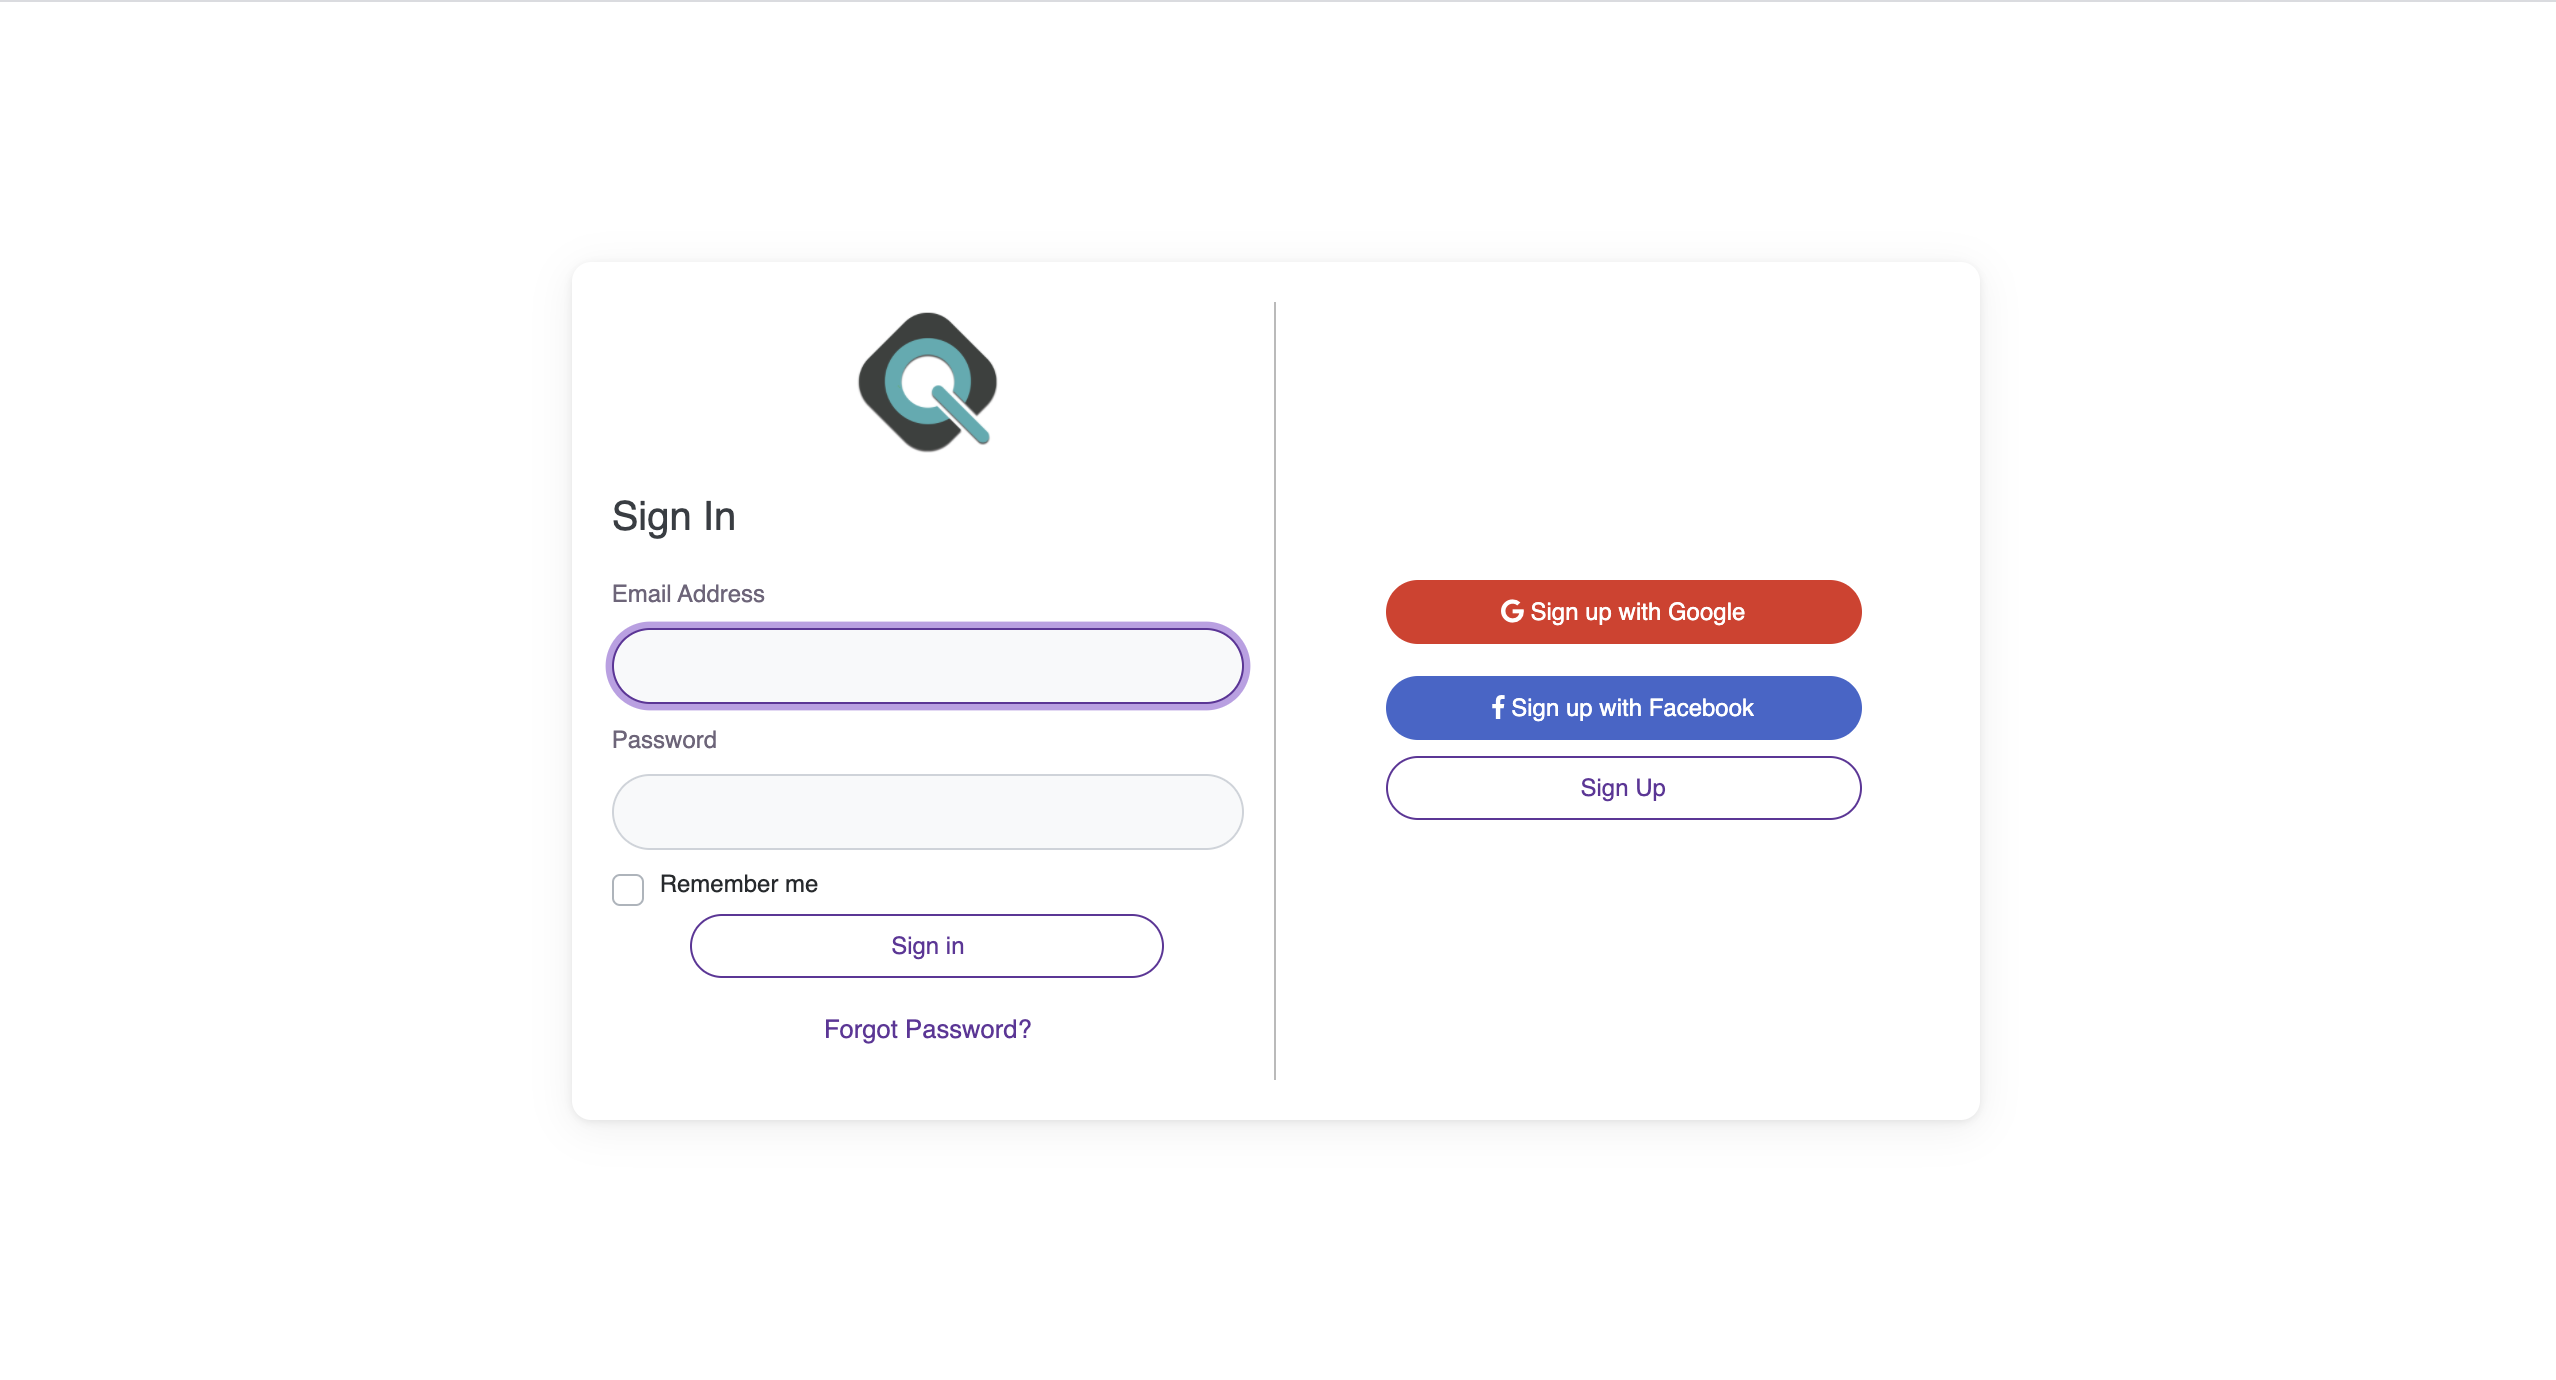 Sign In
Email Address
Password
Remember me
Sign in
Forgot Password?
Sign up with Google
Sign up with Facebook
Sign Up